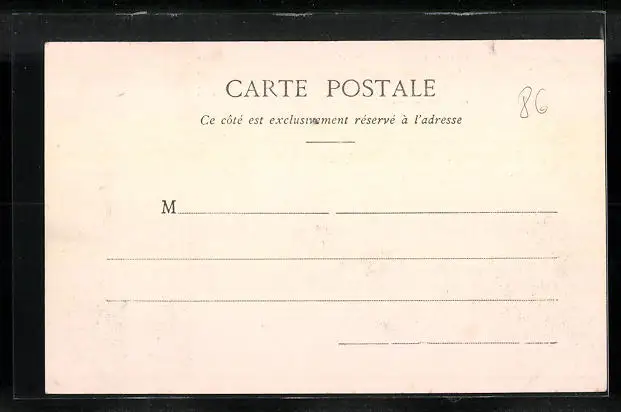 CARTE POSTALE
86
Ce côté est exclusivement réservé à l'adresse
M